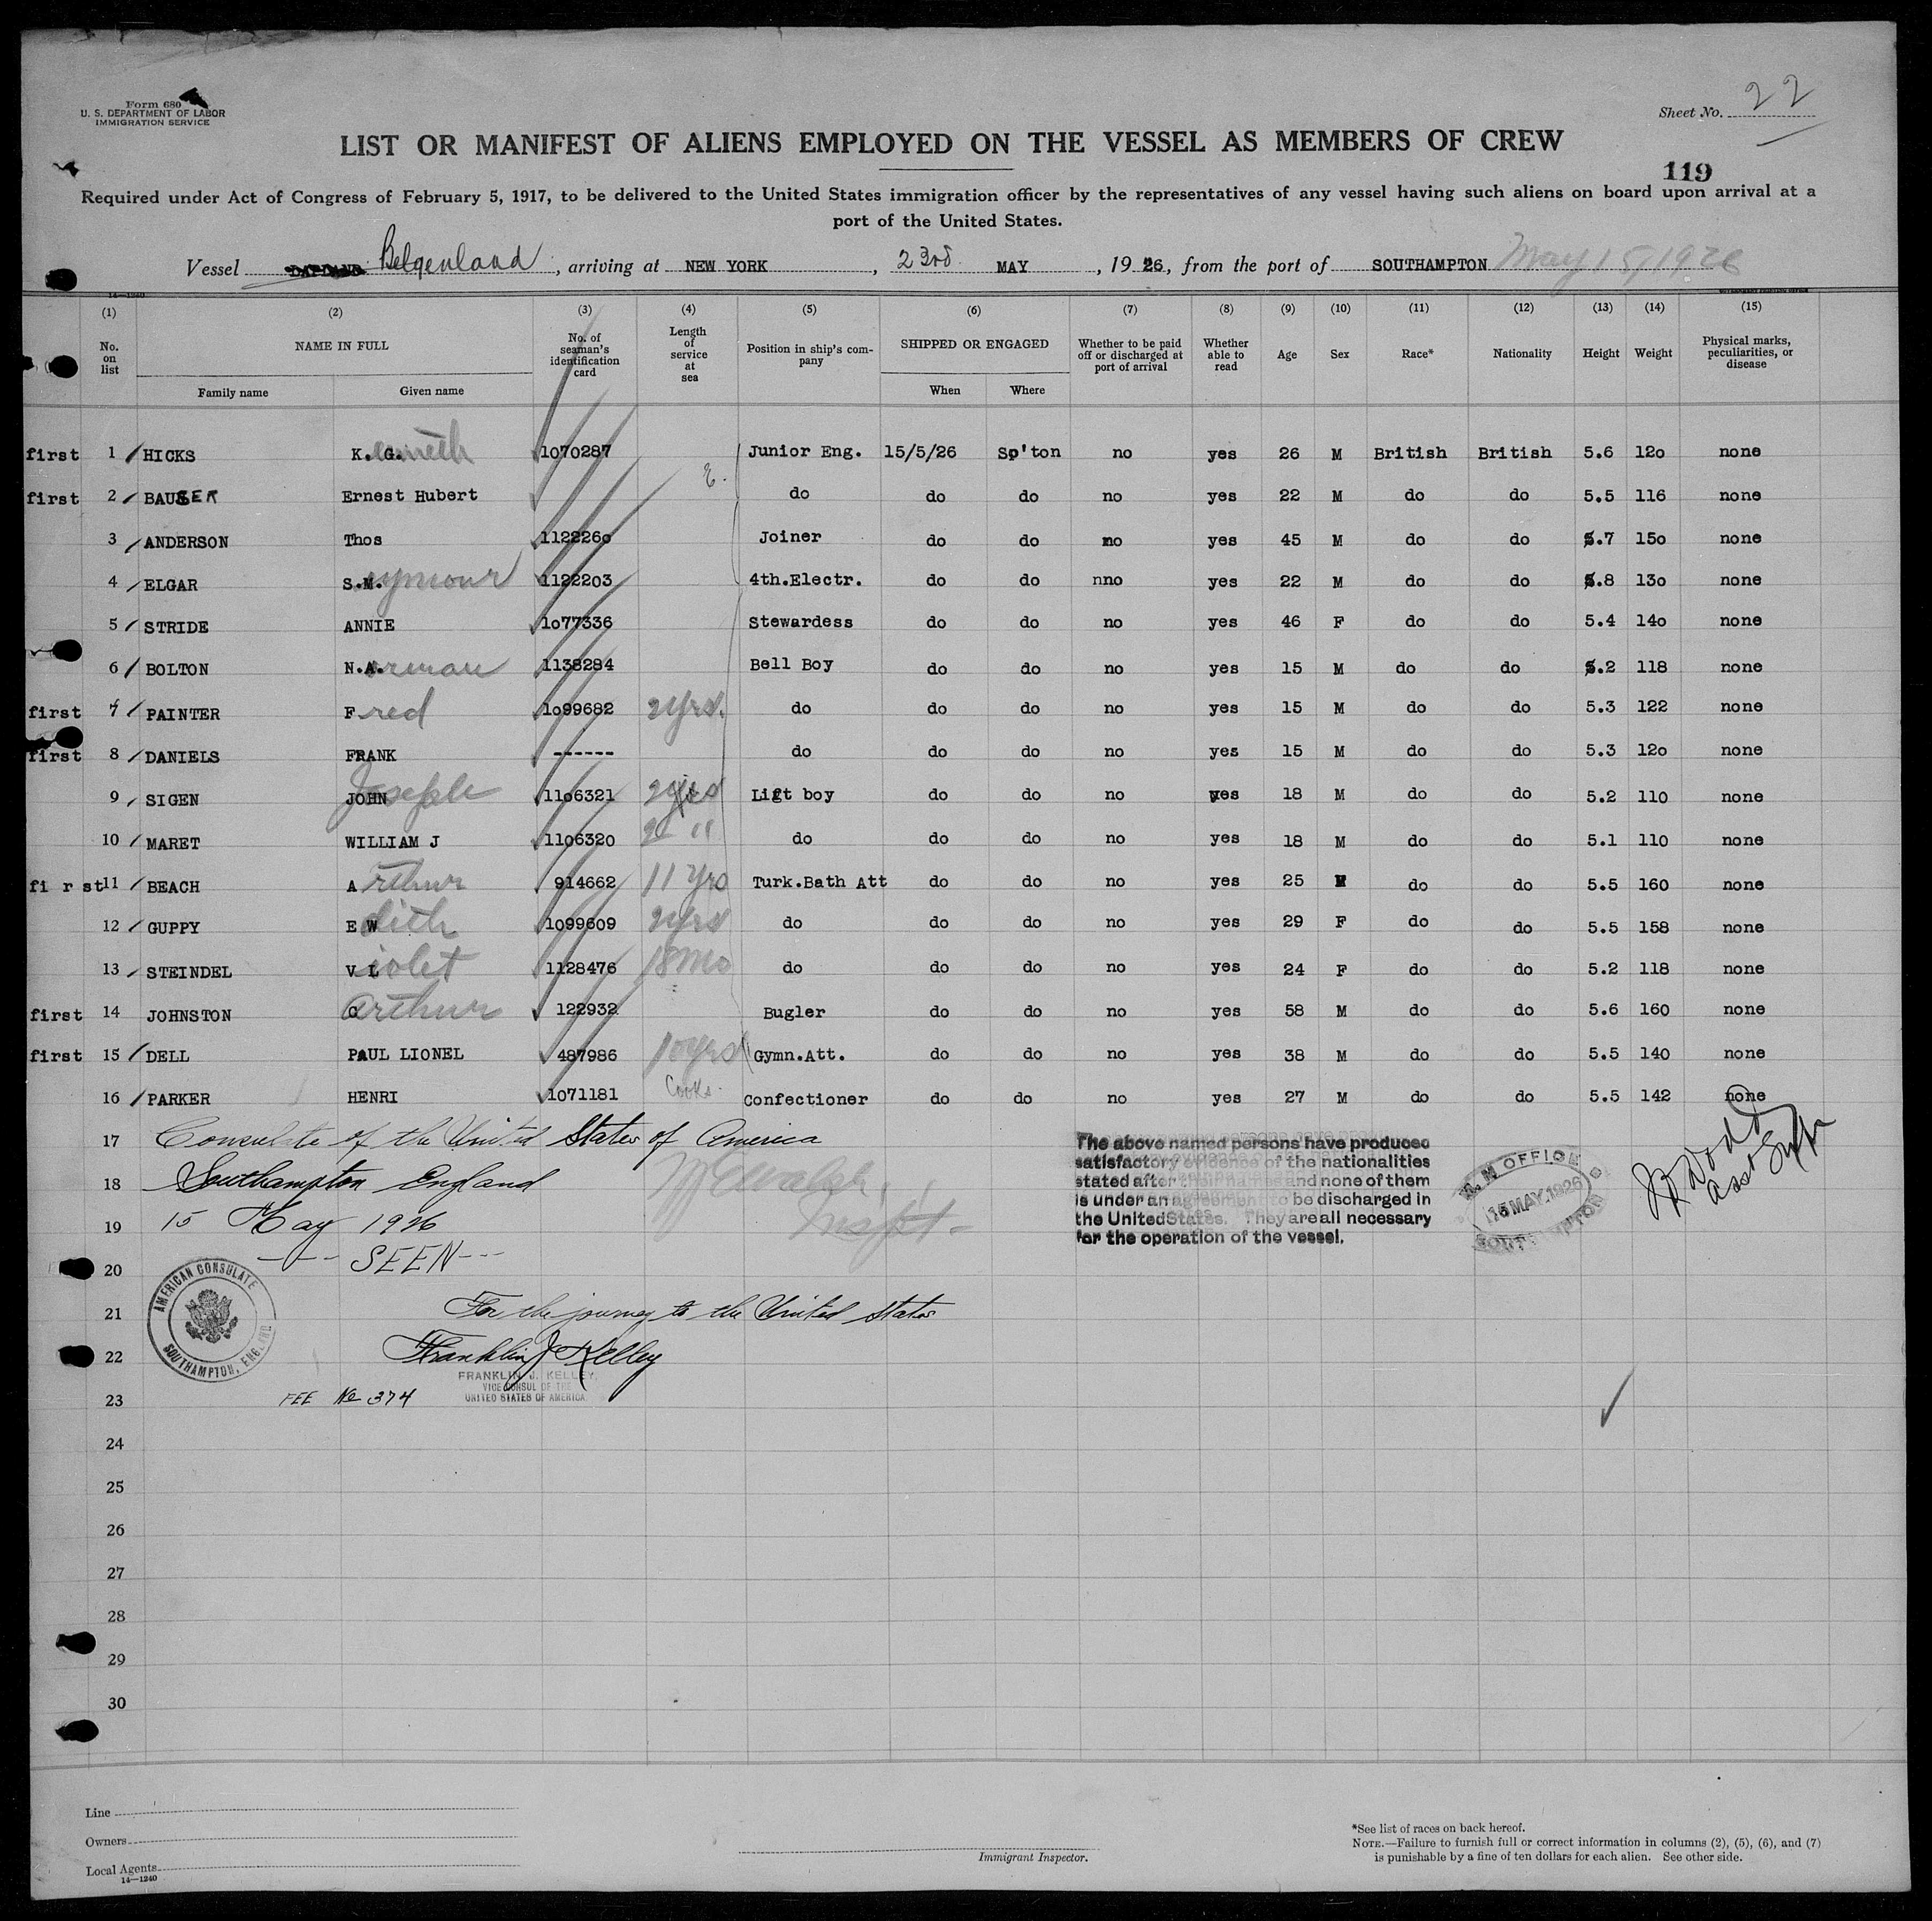 Form 680
U. S. DEPARTMENT OF LABOR
IMMIGRATION SERVICE
Sheet No. 22
LIST OR MANIFEST OF ALIENS EMPLOYED ON THE VESSEL AS MEMBERS OF CREW
119
Required under Act of Congress of February 5, 1917, to be delivered to the United States immigration officer by the representatives of any vessel having such aliens on board upon arrival at a
port of the United States.
Vessel Belgenland, arriving at NEW YORK, 23rd MAY, 1926, from the port of SOUTHAMPTON May 15, 1926
14—1240
(1) (2) (3) (4) (5) (6) (7) (8) (9) (10) (11) (12) (13) (14) (15)
No. on list NAME IN FULL Family name Given name No. of seaman's identification card Length of service at sea Position in ship's company SHIPPED OR ENGAGED When Where Whether to be paid off or discharged at port of arrival Whether able to read Age Sex Race* Nationality Height Weight Physical marks, peculiarities, or disease
first 1 HICKS K. G. enneth 1070287 Junior Eng. 15/5/26 So'ton no yes 26 M British British 5.6 12o none
first 2 BAUSER Ernest Hubert do do do no yes 22 M do do 5.5 116 none
3 ANDERSON Thos 112226o Joiner do do no yes 45 M do do 5.7 15o none
4 ELGAR S.M. eymour 1122203 4th.Electr. do do nno yes 22 M do do 5.8 13o none
5 STRIDE ANNIE 1o77336 Stewardess do do no yes 46 F do do 5.4 14o none
6 BOLTON N.A. orman 1138284 Bell Boy do do no yes 15 M do do 5.2 118 none
first 7 PAINTER Fred 1o99682 2yrs. do do do no yes 15 M do do 5.3 122 none
first 8 DANIELS FRANK ------ do do do no yes 15 M do do 5.3 12o none
9 SIGEN JOHN Joseph 11o6321 2yrs Lift boy do do no yes 18 M do do 5.2 110 none
10 MARET WILLIAM J 1106320 2 " do do do no yes 18 M do do 5.1 110 none
fi r st 11 BEACH A rthur 914662 11 yrs Turk.Bath Att do do no yes 25 M do do 5.5 160 none
12 GUPPY E W dith 1099609 2yrs do do do no yes 29 F do do 5.5 158 none
13 STEINDEL V L iolet 1128476 18mo do do do no yes 24 F do do 5.2 118 none
first 14 JOHNSTON Arthur 122932 Bugler do do no yes 58 M do do 5.6 160 none
first 15 DELL PAUL LIONEL 487986 10yrs Gymn.Att. do do no yes 38 M do do 5.5 140 none
16 PARKER HENRI 1071181 Cooks. Confectioner do do no yes 27 M do do 5.5 142 none
17 Consulate of the United States of America
18 Southampton England
19 15 May 1926
20 --- SEEN ---
21 For the journey to the United States
22 Franklin J Kelley
FRANKLIN J. KELLEY,
VICE CONSUL OF THE
UNITED STATES OF AMERICA
23 FEE No 374
AMERICAN CONSULATE
SOUTHAMPTON, ENGLAND
Inspt.
The above named persons have produced
satisfactory evidence of the nationalities
stated after their names and none of them
is under an agreement to be discharged in
the United States. They are all necessary
for the operation of the vessel.
M. M OFFICE
15 MAY.1926
SOUTHAMPTON
24
25
26
27
28
29
30
Line
Owners
Local Agents
14—1240
Immigrant Inspector.
*See list of races on back hereof.
NOTE.—Failure to furnish full or correct information in columns (2), (5), (6), and (7)
is punishable by a fine of ten dollars for each alien. See other side.